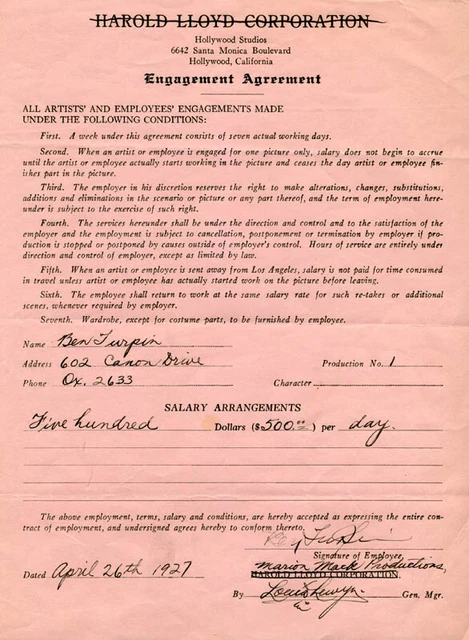 HAROLD LLOYD CORPORATION
Hollywood Studios
6642 Santa Monica Boulevard
Hollywood, California
Engagement Agreement
ALL ARTISTS' AND EMPLOYEES' ENGAGEMENTS MADE
UNDER THE FOLLOWING CONDITIONS:
First. A week under this agreement consists of seven actual working days.
Second. When an artist or employee is engaged for one picture only, salary does not begin to accrue
until the artist or employee actually starts working in the picture and ceases the day artist or employee fin-
ishes part in the picture.
Third. The employer in his discretion reserves the right to make alterations, changes, substitutions,
additions and eliminations in the scenario or picture or any part thereof, and the term of employment here-
under is subject to the exercise of such right.
Fourth. The services hereunder shall be under the direction and control and to the satisfaction of the
employer and the employment is subject to cancellation, postponement or termination by employer if pro-
duction is stopped or postponed by causes outside of employer's control. Hours of service are entirely under
direction and control of employer, except as limited by law.
Fifth. When an artist or employee is sent away from Los Angeles, salary is not paid for time consumed
in travel unless artist or employee has actually started work on the picture before leaving.
Sixth. The employee shall return to work at the same salary rate for such re-takes or additional
scenes, whenever required by employer.
Seventh. Wardrobe, except for costume parts, to be furnished by employee.
Name Ben Turpin
Address 602 Canon Drive Production No. 1
Phone Ox. 2633 Character
SALARY ARRANGEMENTS
Five hundred Dollars ($500.00) per day.
The above employment, terms, salary and conditions, are hereby accepted as expressing the entire con-
tract of employment, and undersigned agrees hereby to conform thereto.
Ben Turpin
Signature of Employee,
Marion Mack Productions,
HAROLD LLOYD CORPORATION
Dated April 26th 1927
By Louis Lewyn Gen. Mgr.